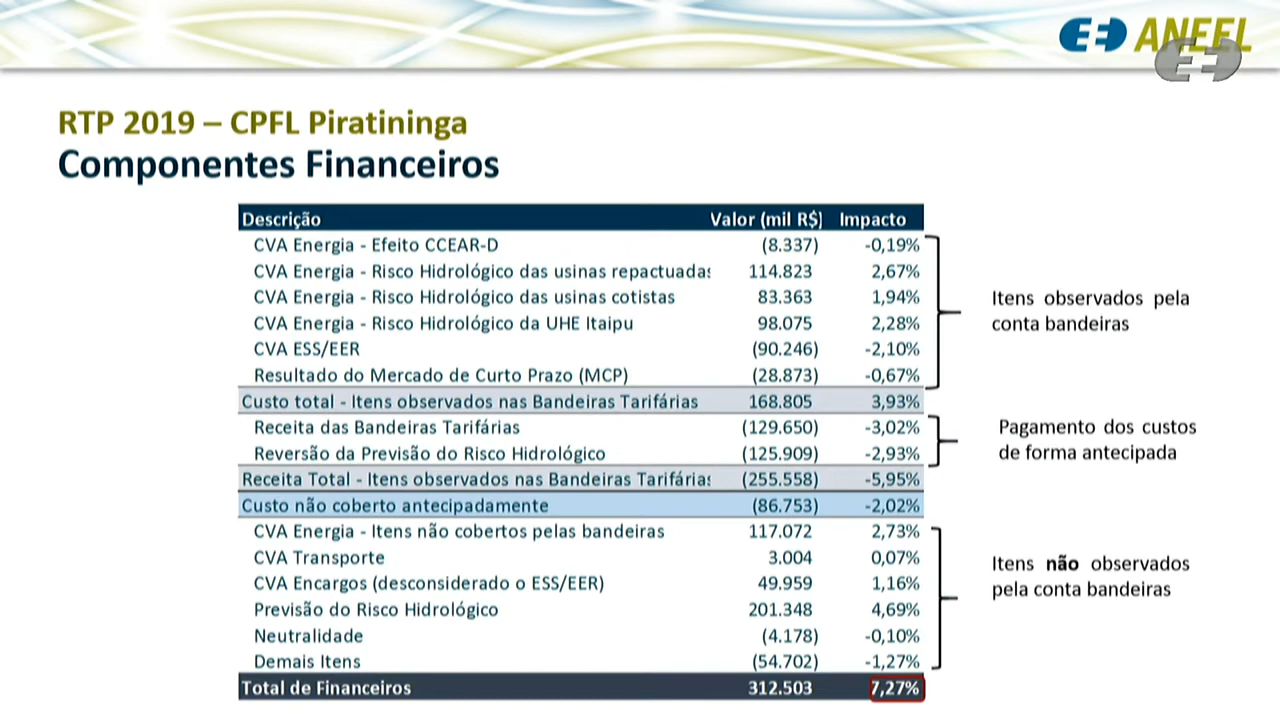 ANEEL
RTP 2019 – CPFL Piratininga
Componentes Financeiros
Descrição Valor (mil R$) Impacto
CVA Energia - Efeito CCEAR-D (8.337) -0,19%
CVA Energia - Risco Hidrológico das usinas repactuadas 114.823 2,67%
CVA Energia - Risco Hidrológico das usinas cotistas 83.363 1,94%
CVA Energia - Risco Hidrológico da UHE Itaipu 98.075 2,28%
CVA ESS/EER (90.246) -2,10%
Resultado do Mercado de Curto Prazo (MCP) (28.873) -0,67%
Custo total - Itens observados nas Bandeiras Tarifárias 168.805 3,93%
Receita das Bandeiras Tarifárias (129.650) -3,02%
Reversão da Previsão do Risco Hidrológico (125.909) -2,93%
Receita Total - Itens observados nas Bandeiras Tarifárias (255.558) -5,95%
Custo não coberto antecipadamente (86.753) -2,02%
CVA Energia - Itens não cobertos pelas bandeiras 117.072 2,73%
CVA Transporte 3.004 0,07%
CVA Encargos (desconsiderado o ESS/EER) 49.959 1,16%
Previsão do Risco Hidrológico 201.348 4,69%
Neutralidade (4.178) -0,10%
Demais Itens (54.702) -1,27%
Total de Financeiros 312.503 7,27%
Itens observados pela
conta bandeiras
Pagamento dos custos
de forma antecipada
Itens não observados
pela conta bandeiras